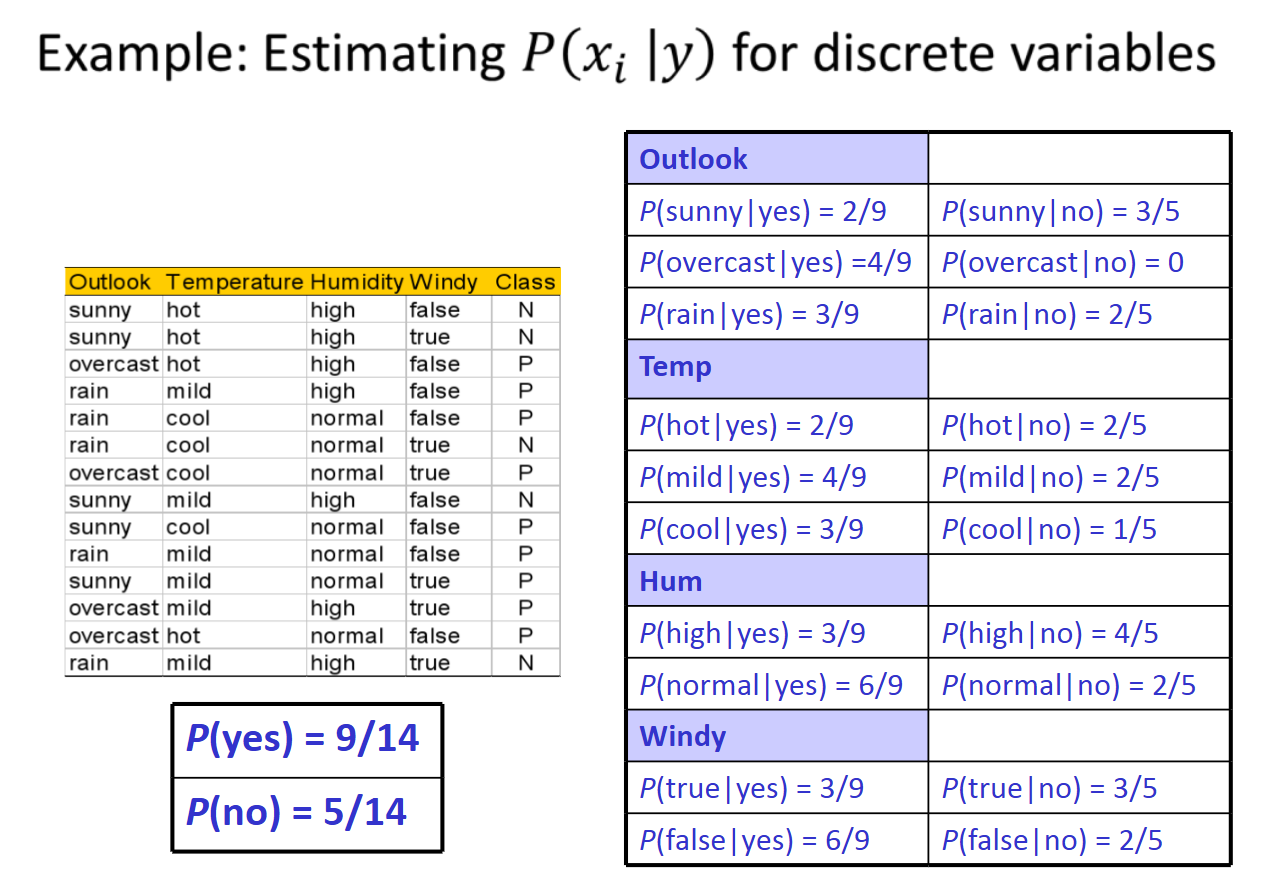 Example: Estimating P(xᵢ |y) for discrete variables
Outlook Temperature Humidity Windy Class
sunny hot high false N
sunny hot high true N
overcast hot high false P
rain mild high false P
rain cool normal false P
rain cool normal true N
overcast cool normal true P
sunny mild high false N
sunny cool normal false P
rain mild normal false P
sunny mild normal true P
overcast mild high true P
overcast hot normal false P
rain mild high true N
P(yes) = 9/14
P(no) = 5/14
Outlook
P(sunny|yes) = 2/9 P(sunny|no) = 3/5
P(overcast|yes) =4/9 P(overcast|no) = 0
P(rain|yes) = 3/9 P(rain|no) = 2/5
Temp
P(hot|yes) = 2/9 P(hot|no) = 2/5
P(mild|yes) = 4/9 P(mild|no) = 2/5
P(cool|yes) = 3/9 P(cool|no) = 1/5
Hum
P(high|yes) = 3/9 P(high|no) = 4/5
P(normal|yes) = 6/9 P(normal|no) = 2/5
Windy
P(true|yes) = 3/9 P(true|no) = 3/5
P(false|yes) = 6/9 P(false|no) = 2/5